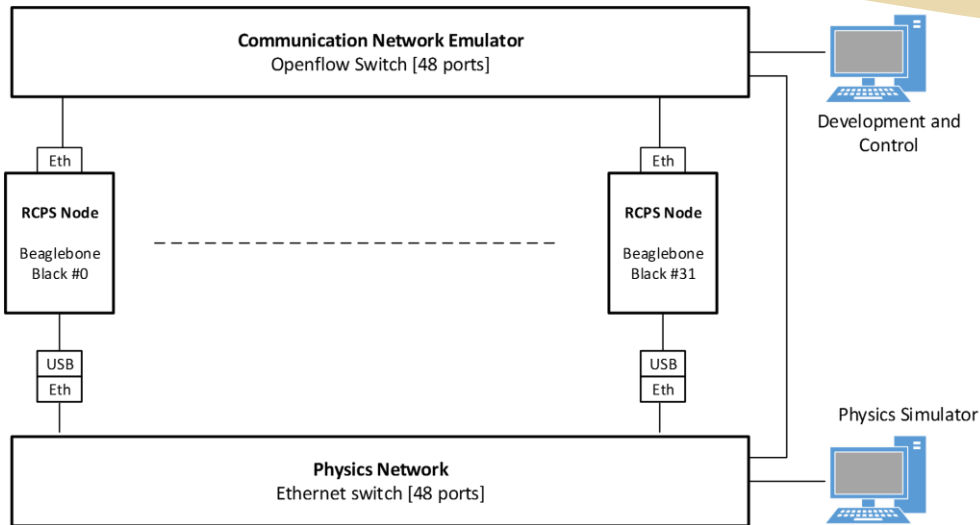 Communication Network Emulator
Openflow Switch [48 ports]
Development and
Control
Eth
Eth
RCPS Node
Beaglebone
Black #0
RCPS Node
Beaglebone
Black #31
USB
Eth
USB
Eth
Physics Simulator
Physics Network
Ethernet switch [48 ports]